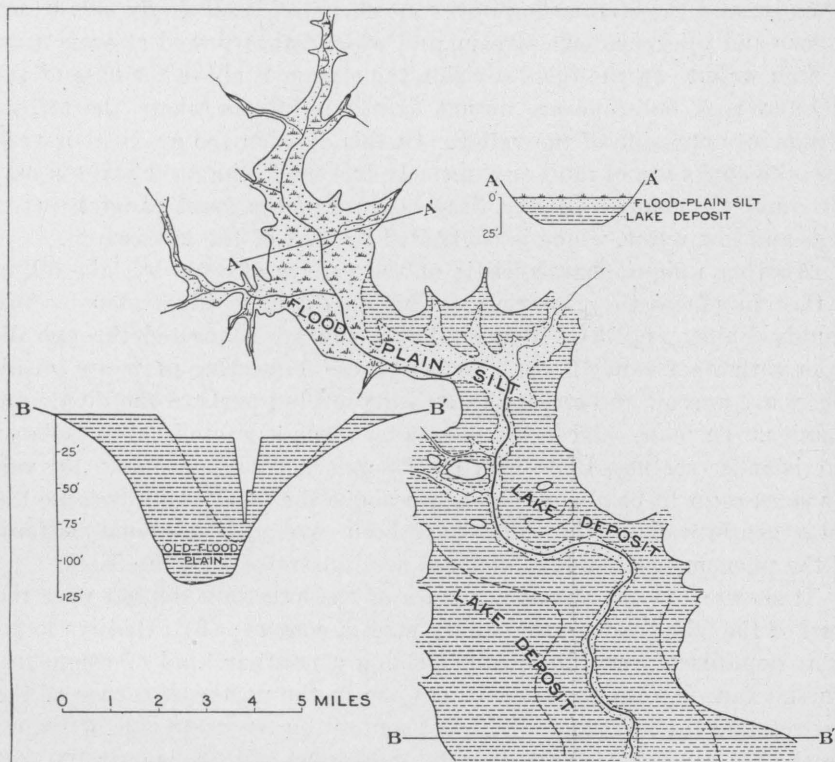 A A'
0'
25'
FLOOD-PLAIN SILT
LAKE DEPOSIT
A A'
FLOOD - PLAIN SILT
B B'
25'
50'
75'
100'
125'
OLD-FLOOD
PLAIN
LAKE DEPOSIT
LAKE DEPOSIT
0 1 2 3 4 5 MILES
B B'